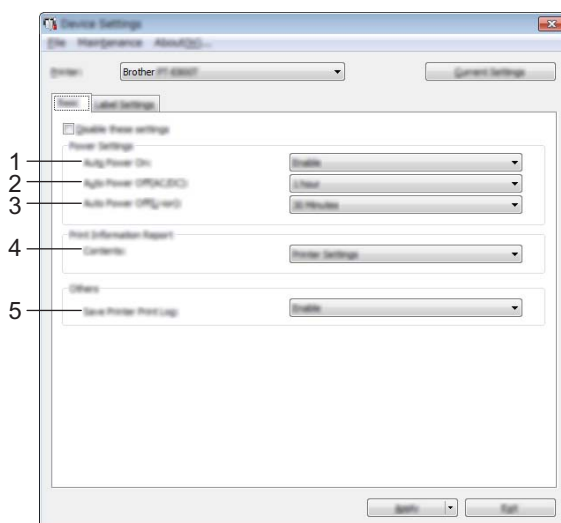 Device Settings
File Maintenance
Printer: Brother
Current Settings
Basic Label Settings
Disable these settings
Power Settings
1 Auto Power On: Enable
2 Auto Power Off(AC/DC): 1 hour
3 Auto Power Off(Li-ion): 30 Minutes
Print Information Report
4 Contents: Printer Settings
Others
5 Save Printer Print Log: Enable
Apply Exit